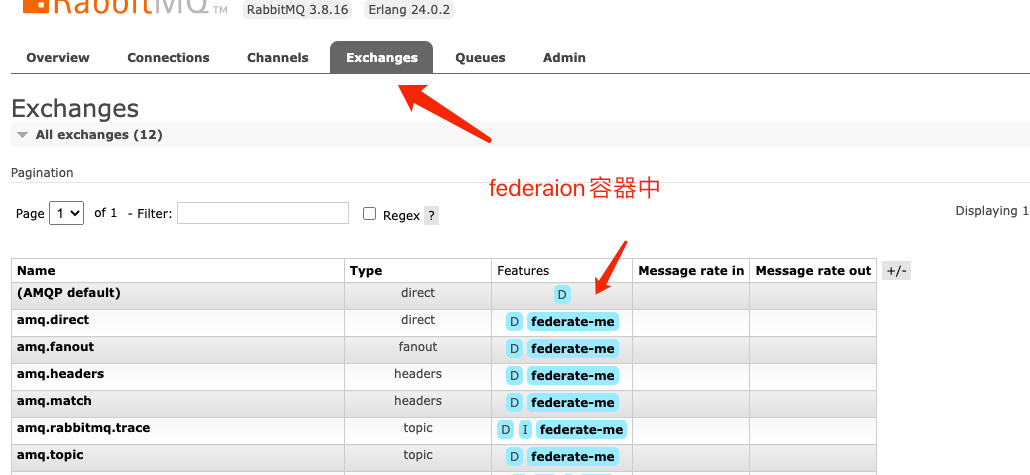 RabbitMQ TM RabbitMQ 3.8.16 Erlang 24.0.2
Overview Connections Channels Exchanges Queues Admin
Exchanges
All exchanges (12)
Pagination
federaion 容器中
Page 1 of 1 - Filter: Regex ? Displaying 1
Name Type Features Message rate in Message rate out +/-
(AMQP default) direct D
amq.direct direct D federate-me
amq.fanout fanout D federate-me
amq.headers headers D federate-me
amq.match headers D federate-me
amq.rabbitmq.trace topic D I federate-me
amq.topic topic D federate-me